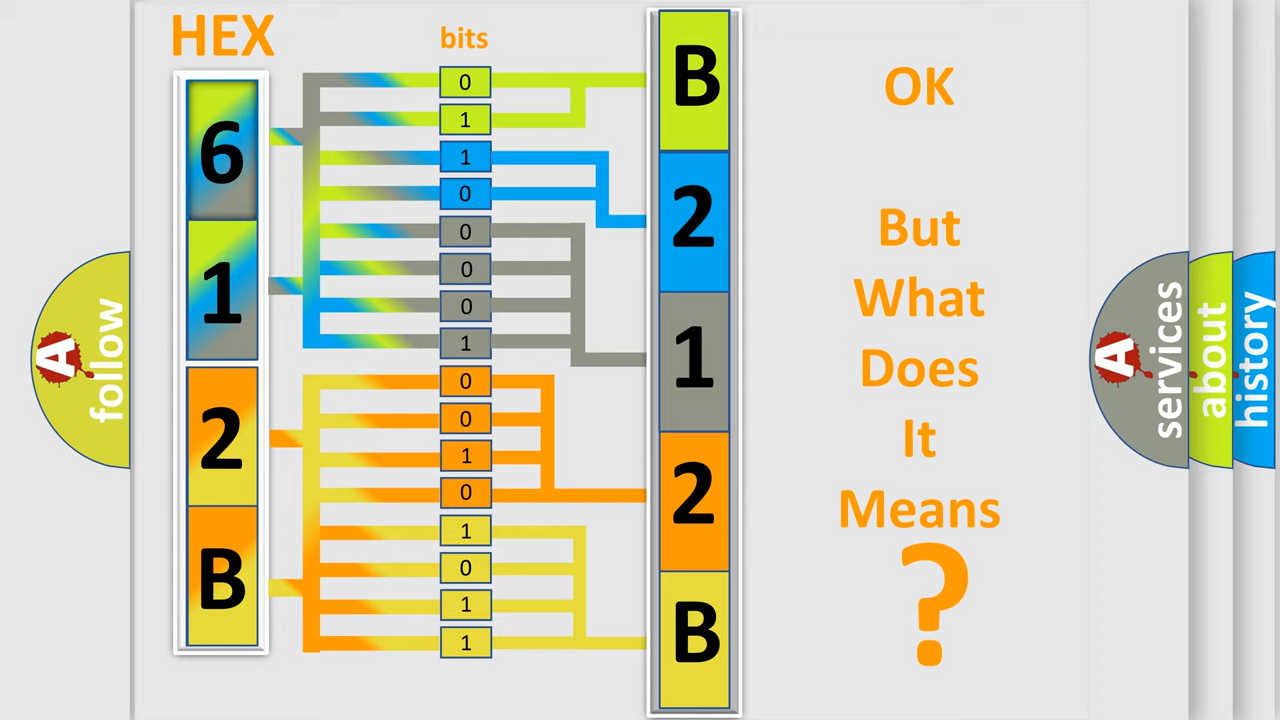 HEX
bits
6
1
2
B
0
1
1
0
0
0
0
1
0
0
1
0
1
0
1
1
B
2
1
2
B
OK
But
What
Does
It
Means
?
A
follow
A
services
about
history